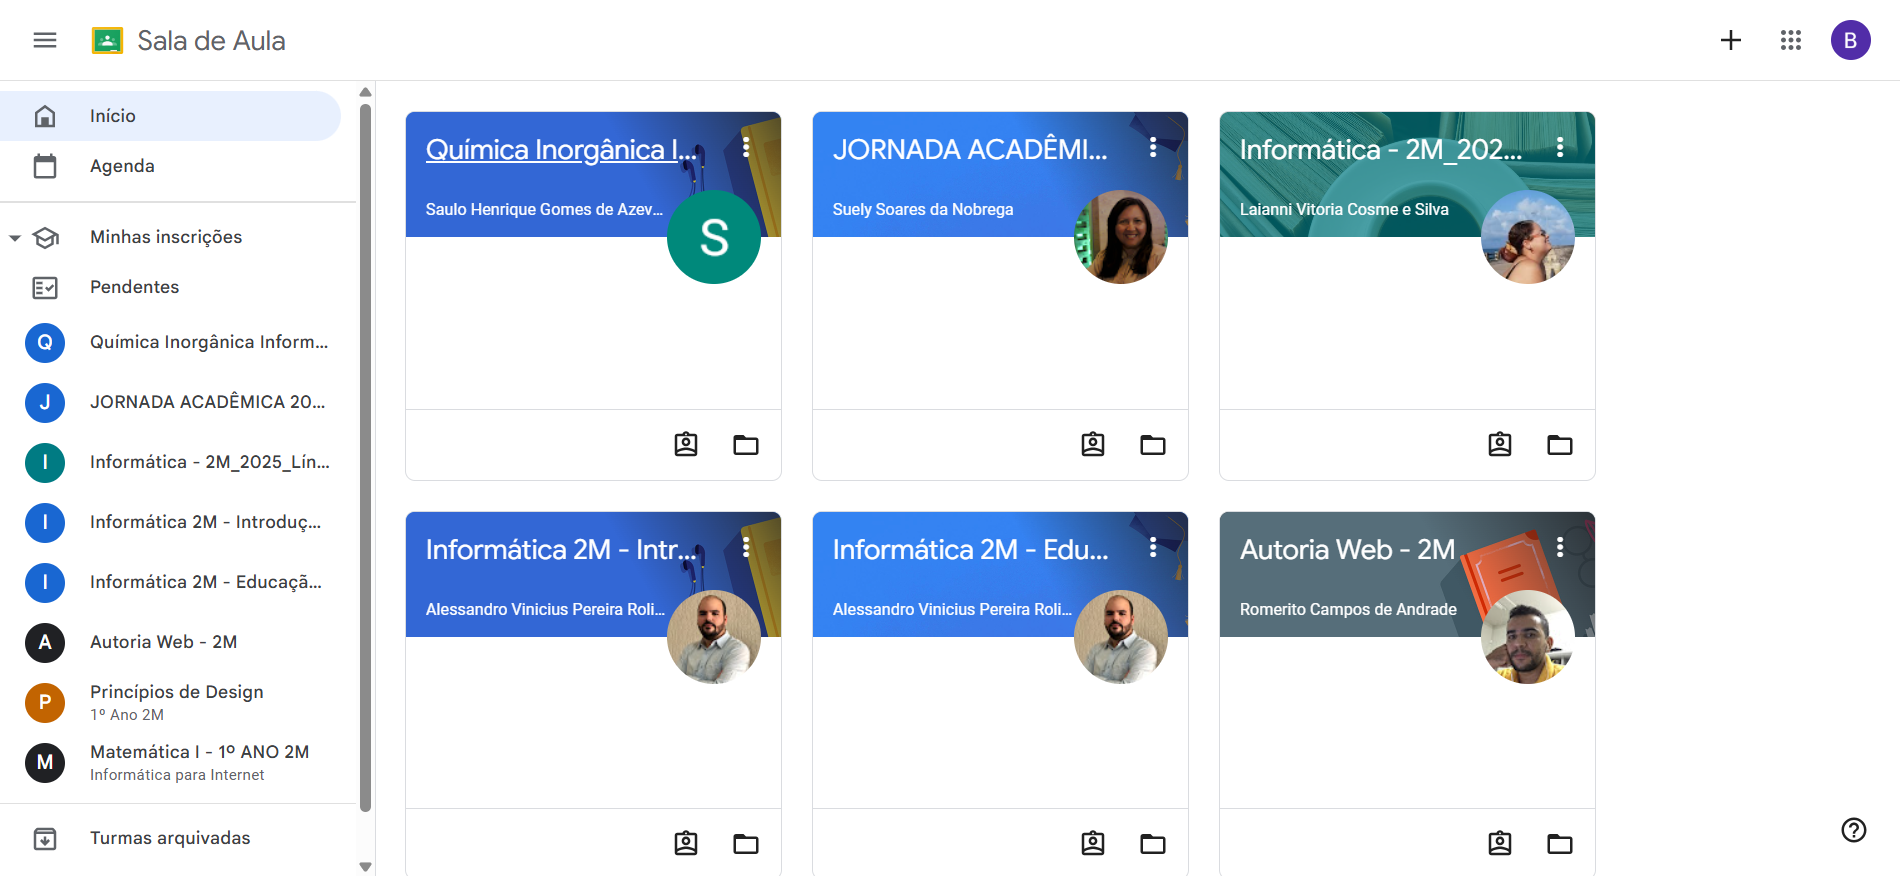 Sala de Aula
B
Início
Agenda
Minhas inscrições
Pendentes
Q
Química Inorgânica Inform...
J
JORNADA ACADÊMICA 20...
I
Informática - 2M_2025_Lín...
I
Informática 2M - Introduç...
I
Informática 2M - Educaçã...
A
Autoria Web - 2M
P
Princípios de Design
1º Ano 2M
M
Matemática I - 1º ANO 2M
Informática para Internet
Turmas arquivadas
Química Inorgânica I...
Saulo Henrique Gomes de Azev...
S
JORNADA ACADÊMI...
Suely Soares da Nobrega
Informática - 2M_202...
Laianni Vitoria Cosme e Silva
Informática 2M - Intr...
Alessandro Vinicius Pereira Roli...
Informática 2M - Edu...
Alessandro Vinicius Pereira Roli...
Autoria Web - 2M
Romerito Campos de Andrade